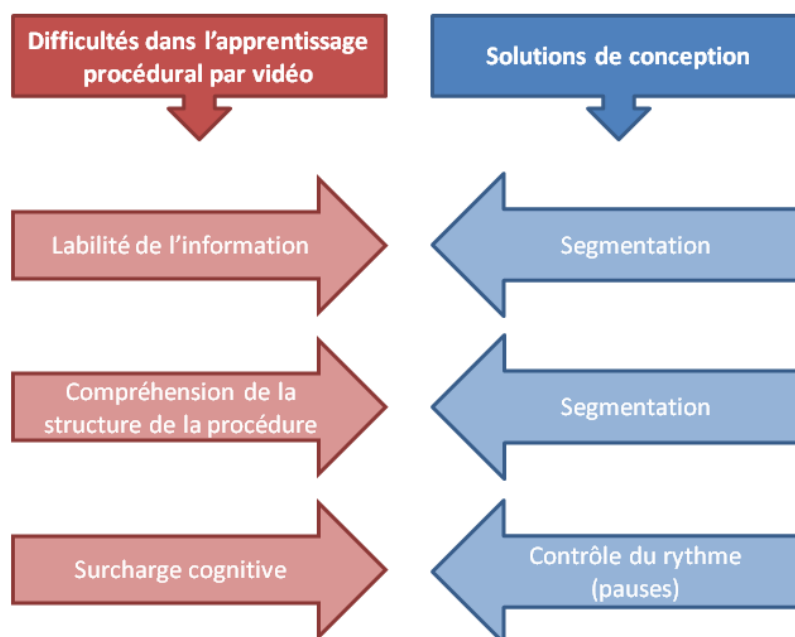 Difficultés dans l’apprentissage
procédural par vidéo
Solutions de conception
Labilité de l’information
Segmentation
Compréhension de la
structure de la procédure
Segmentation
Surcharge cognitive
Contrôle du rythme
(pauses)